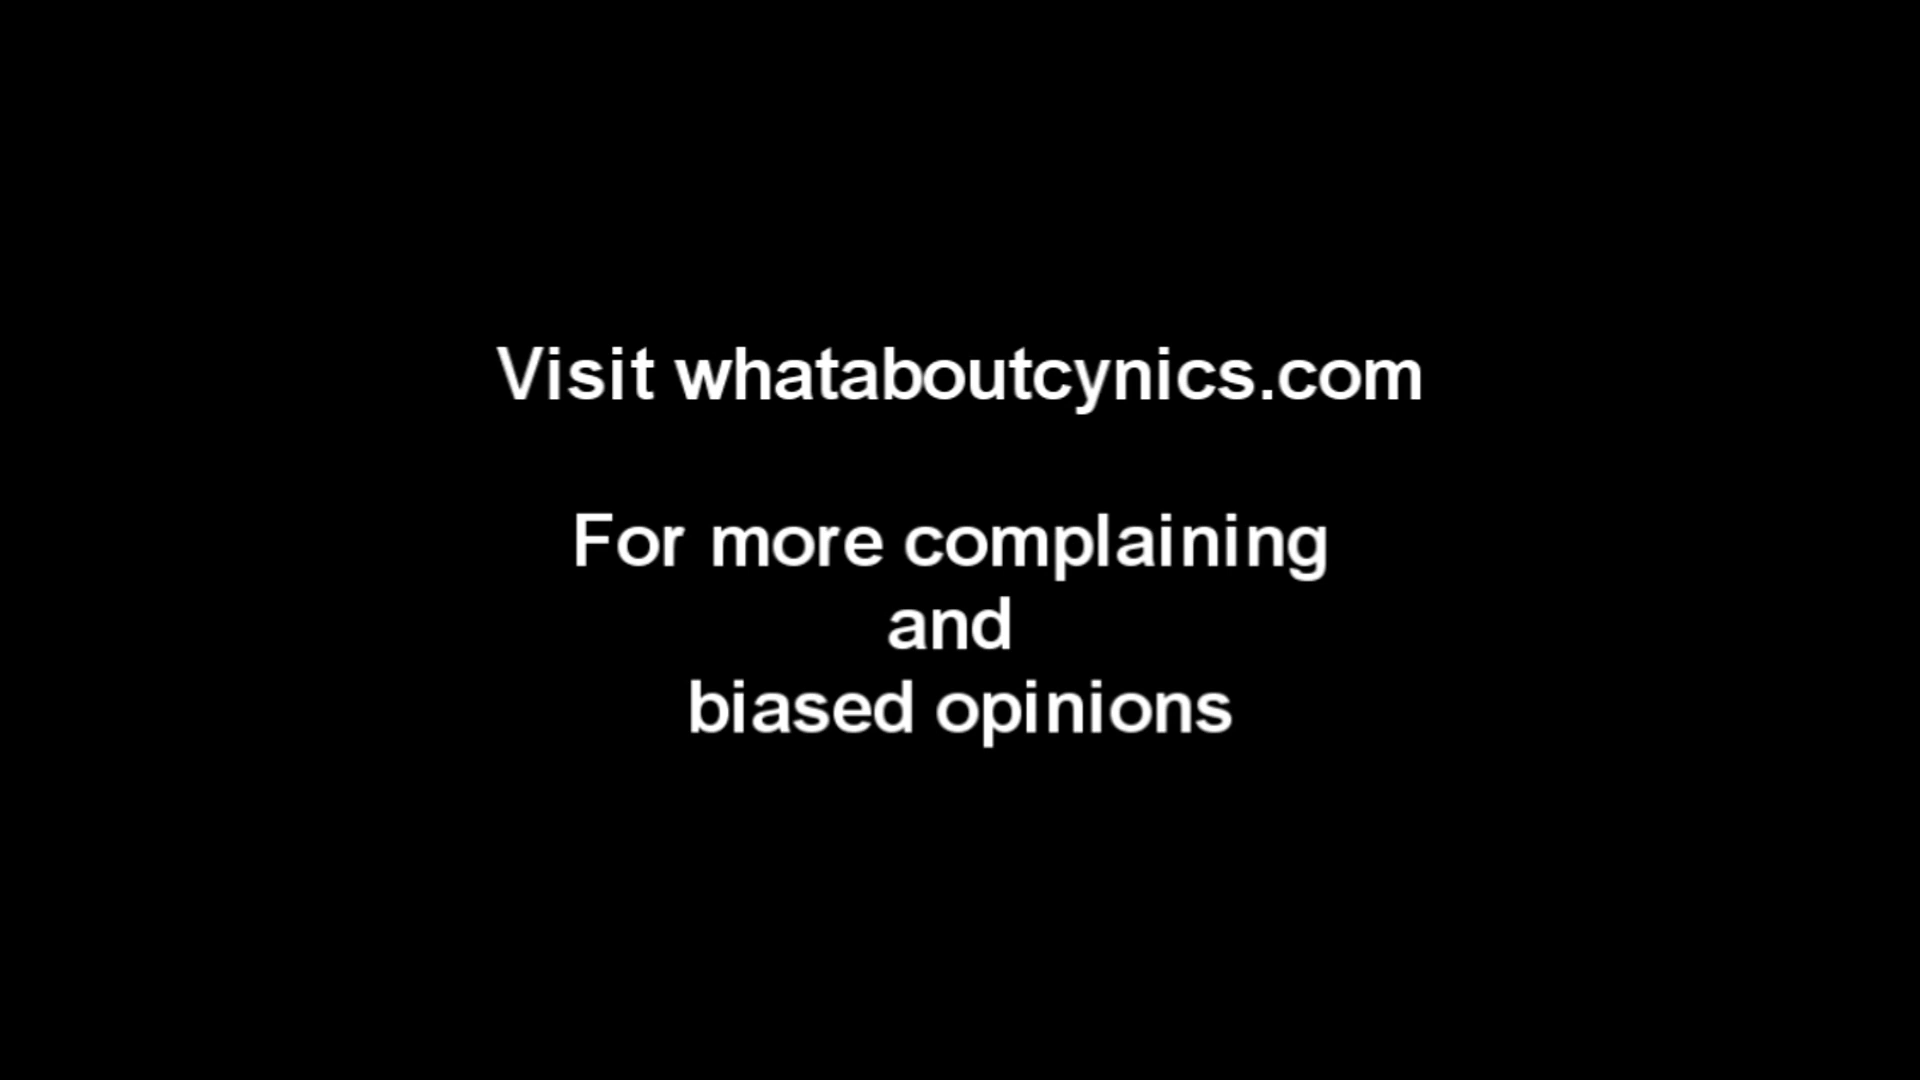 Visit whataboutcynics.com
For more complaining
and
biased opinions